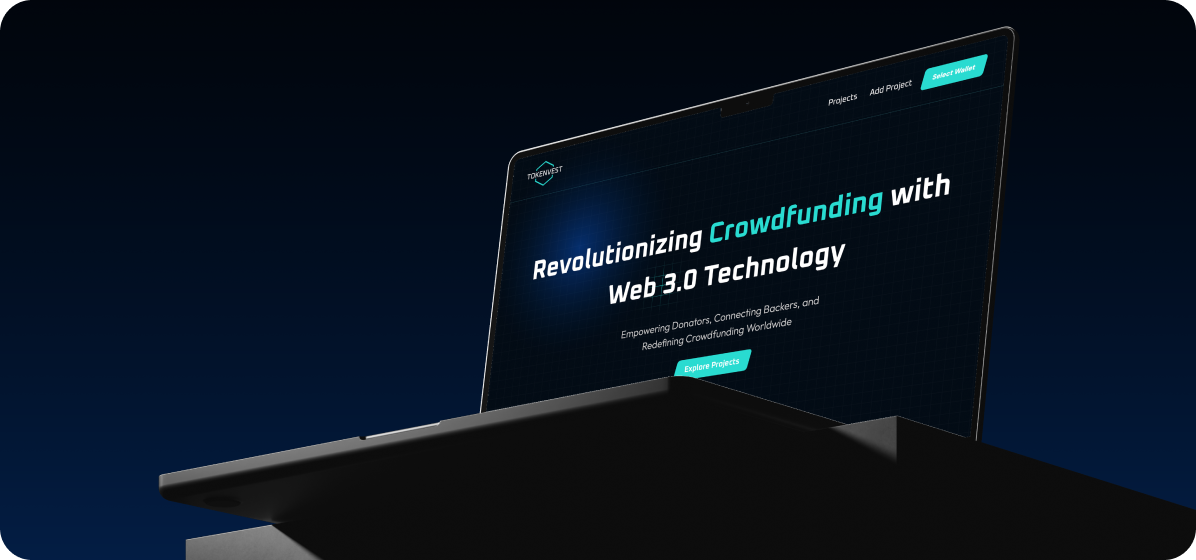 Projects
Add Project
Select Wallet
TOKENVEST
Revolutionizing Crowdfunding with
Web 3.0 Technology
Empowering Donators, Connecting Backers, and
Redefining Crowdfunding Worldwide
Explore Projects